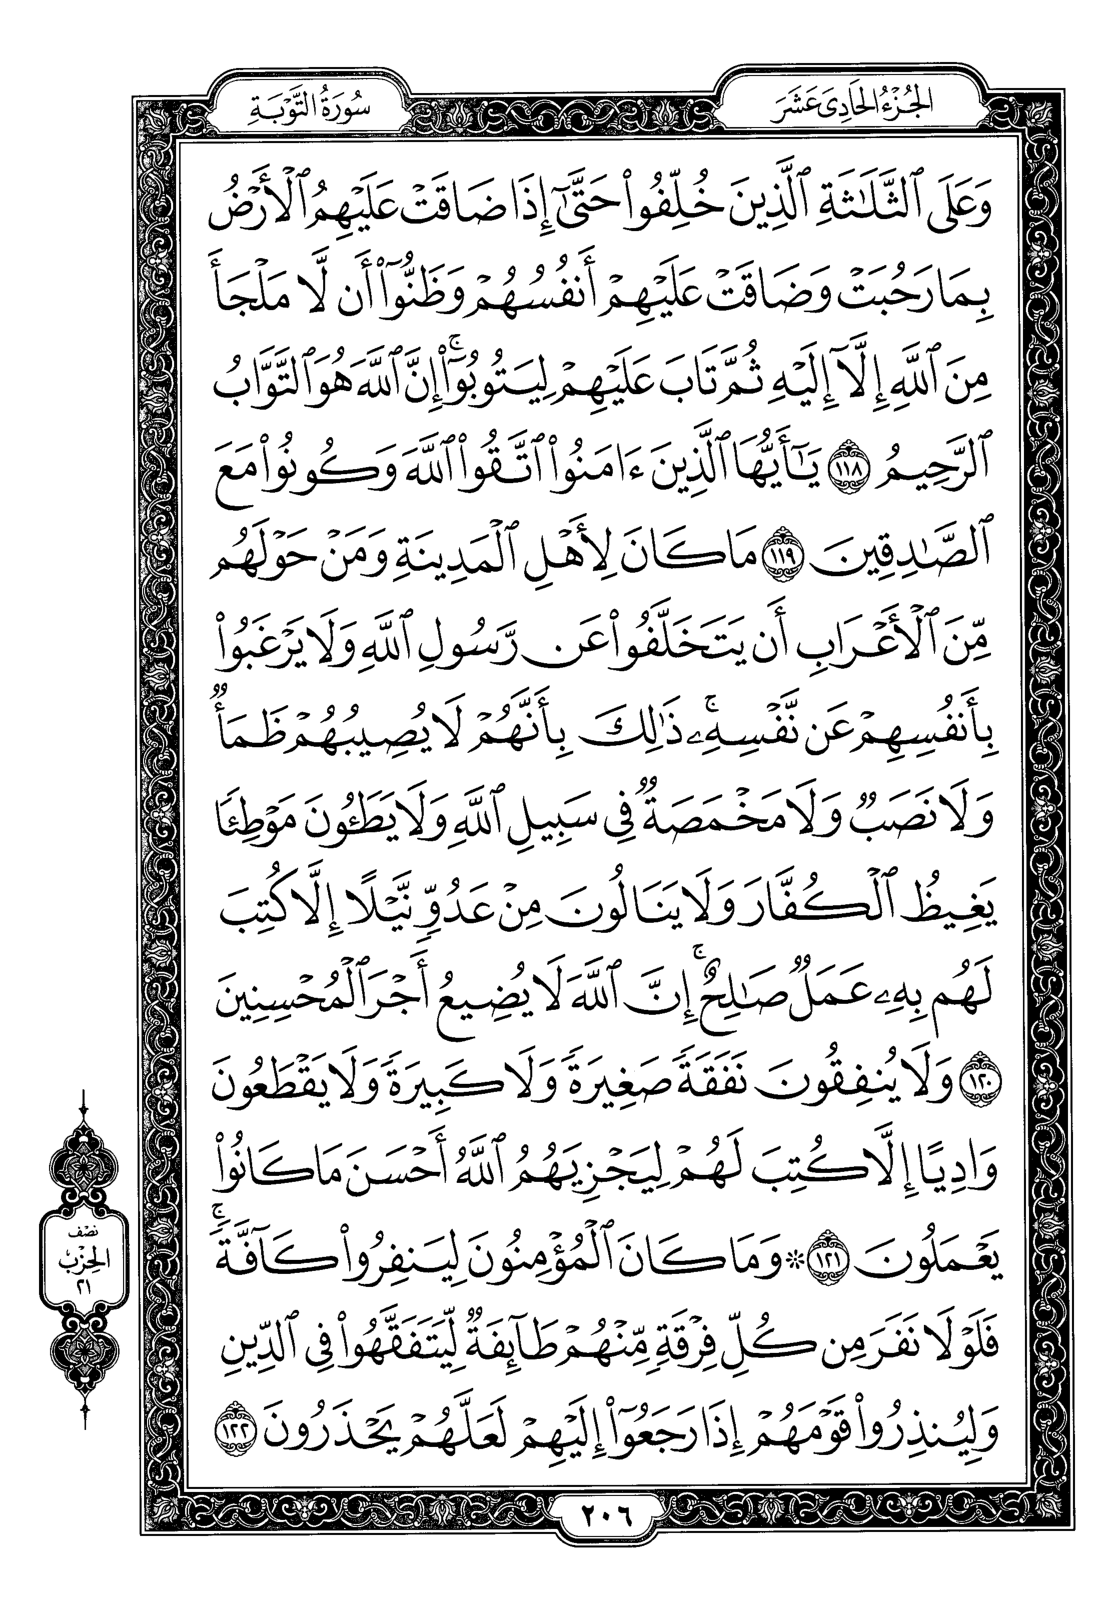 الجُزْءُ الحَادِى عَشَرَ
سُورَةُ التَّوْبَةِ
وَعَلَى ٱلثَّلَٰثَةِ ٱلَّذِينَ خُلِّفُوا۟ حَتَّىٰٓ إِذَا ضَاقَتْ عَلَيْهِمُ ٱلْأَرْضُ
بِمَا رَحُبَتْ وَضَاقَتْ عَلَيْهِمْ أَنفُسُهُمْ وَظَنُّوٓا۟ أَن لَّا مَلْجَأَ
مِنَ ٱللَّهِ إِلَّآ إِلَيْهِ ثُمَّ تَابَ عَلَيْهِمْ لِيَتُوبُوٓا۟ ۚ إِنَّ ٱللَّهَ هُوَ ٱلتَّوَّابُ
ٱلرَّحِيمُ ١١٨ يَٰٓأَيُّهَا ٱلَّذِينَ ءَامَنُوا۟ ٱتَّقُوا۟ ٱللَّهَ وَكُونُوا۟ مَعَ
ٱلصَّٰدِقِينَ ١١٩ مَا كَانَ لِأَهْلِ ٱلْمَدِينَةِ وَمَنْ حَوْلَهُم
مِّنَ ٱلْأَعْرَابِ أَن يَتَخَلَّفُوا۟ عَن رَّسُولِ ٱللَّهِ وَلَا يَرْغَبُوا۟
بِأَنفُسِهِمْ عَن نَّفْسِهِۦ ۚ ذَٰلِكَ بِأَنَّهُمْ لَا يُصِيبُهُمْ ظَمَأٌ
وَلَا نَصَبٌ وَلَا مَخْمَصَةٌ فِى سَبِيلِ ٱللَّهِ وَلَا يَطَـُٔونَ مَوْطِئًا
يَغِيظُ ٱلْكُفَّارَ وَلَا يَنَالُونَ مِنْ عَدُوٍّ نَّيْلًا إِلَّا كُتِبَ
لَهُم بِهِۦ عَمَلٌ صَٰلِحٌ ۚ إِنَّ ٱللَّهَ لَا يُضِيعُ أَجْرَ ٱلْمُحْسِنِينَ
١٢٠ وَلَا يُنفِقُونَ نَفَقَةً صَغِيرَةً وَلَا كَبِيرَةً وَلَا يَقْطَعُونَ
وَادِيًا إِلَّا كُتِبَ لَهُمْ لِيَجْزِيَهُمُ ٱللَّهُ أَحْسَنَ مَا كَانُوا۟
يَعْمَلُونَ ١٢١ ۞ وَمَا كَانَ ٱلْمُؤْمِنُونَ لِيَنفِرُوا۟ كَآفَّةً ۚ
فَلَوْلَا نَفَرَ مِن كُلِّ فِرْقَةٍ مِّنْهُمْ طَآئِفَةٌ لِّيَتَفَقَّهُوا۟ فِى ٱلدِّينِ
وَلِيُنذِرُوا۟ قَوْمَهُمْ إِذَا رَجَعُوٓا۟ إِلَيْهِمْ لَعَلَّهُمْ يَحْذَرُونَ ١٢٢
نصف
الحِزْبُ
٢١
٢٠٦